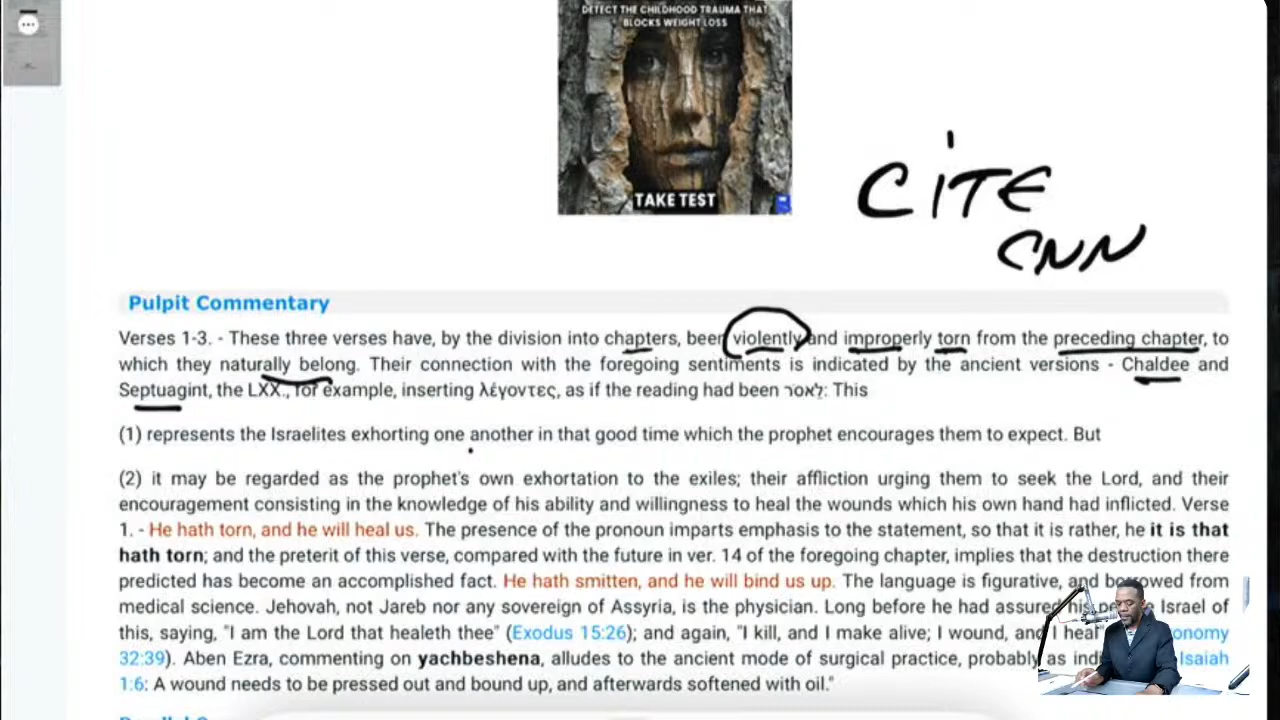 DETECT THE CHILDHOOD TRAUMA THAT
BLOCKS WEIGHT LOSS
TAKE TEST
CITE
CNN
Pulpit Commentary
Verses 1-3. - These three verses have, by the division into chapters, been violently and improperly torn from the preceding chapter, to
which they naturally belong. Their connection with the foregoing sentiments is indicated by the ancient versions - Chaldee and
Septuagint, the LXX., for example, inserting λέγοντες, as if the reading had been לֵאמֹר: This
(1) represents the Israelites exhorting one another in that good time which the prophet encourages them to expect. But
(2) it may be regarded as the prophet's own exhortation to the exiles; their affliction urging them to seek the Lord, and their
encouragement consisting in the knowledge of his ability and willingness to heal the wounds which his own hand had inflicted. Verse
1. - He hath torn, and he will heal us. The presence of the pronoun imparts emphasis to the statement, so that it is rather, he it is that
hath torn; and the preterit of this verse, compared with the future in ver. 14 of the foregoing chapter, implies that the destruction there
predicted has become an accomplished fact. He hath smitten, and he will bind us up. The language is figurative, and borrowed from
medical science. Jehovah, not Jareb nor any sovereign of Assyria, is the physician. Long before he had assured his Israel of
this, saying, "I am the Lord that healeth thee" (Exodus 15:26); and again, "I kill, and I make alive; I wound, and I heal"
32:39). Aben Ezra, commenting on yachbeshena, alludes to the ancient mode of surgical practice, probably as Isaiah
1:6: A wound needs to be pressed out and bound up, and afterwards softened with oil."